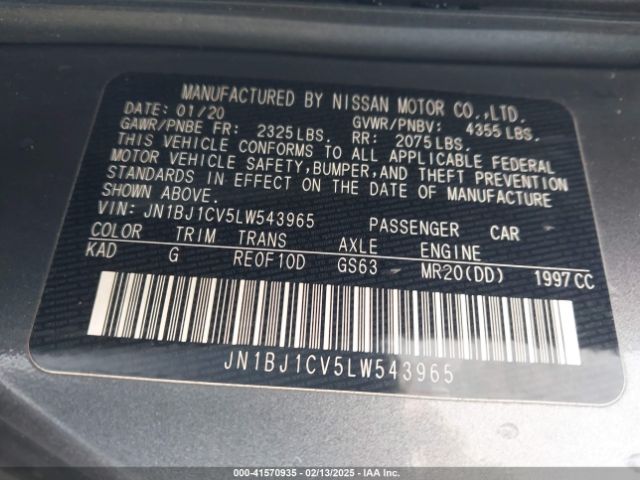 MANUFACTURED BY NISSAN MOTOR CO.,LTD.
DATE: 01/20 GVWR/PNBV: 4355 LBS.
GAWR/PNBE FR: 2325 LBS. RR: 2075 LBS.
THIS VEHICLE CONFORMS TO ALL APPLICABLE FEDERAL
MOTOR VEHICLE SAFETY, BUMPER, AND THEFT PREVENTION
STANDARDS IN EFFECT ON THE DATE OF MANUFACTURE
SHOWN ABOVE.
VIN: JN1BJ1CV5LW543965 PASSENGER CAR
COLOR TRIM TRANS AXLE ENGINE
KAD G RE0F10D GS63 MR20(DD) 1997CC
JN1BJ1CV5LW543965
000-41570935 - 02/13/2025 - IAA Inc.